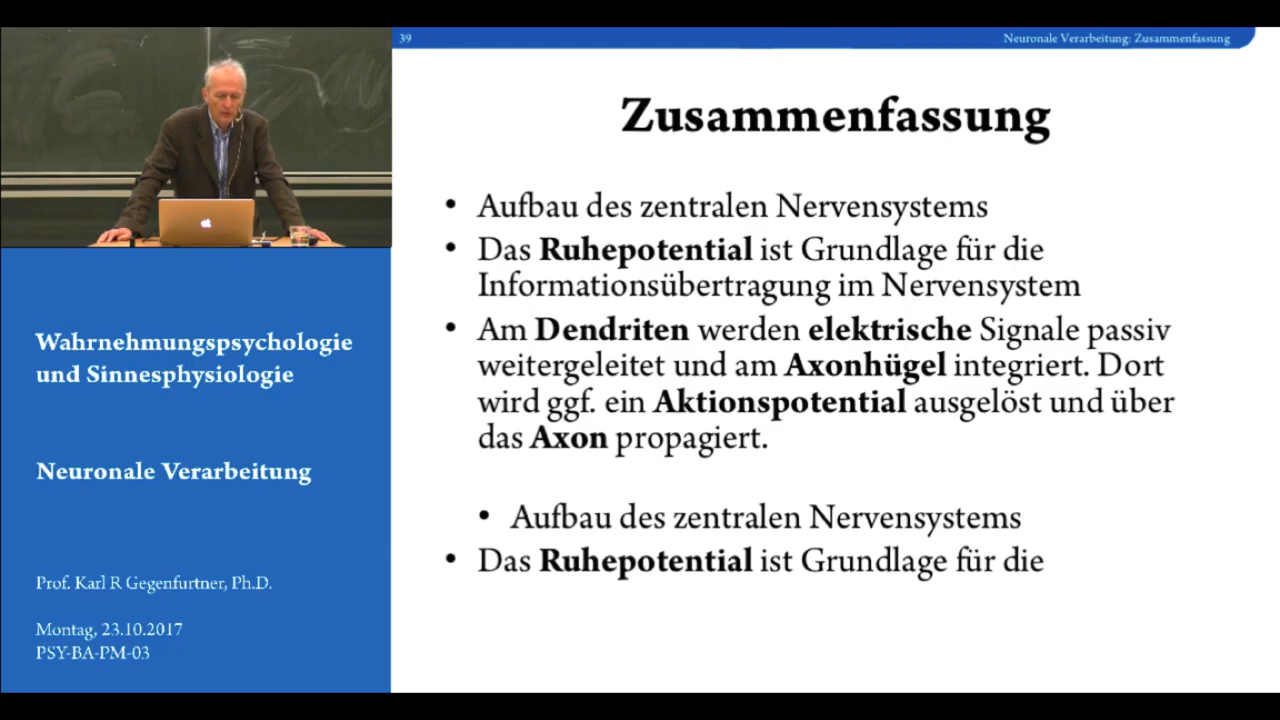 39
Neuronale Verarbeitung: Zusammenfassung
Zusammenfassung
• Aufbau des zentralen Nervensystems
• Das Ruhepotential ist Grundlage für die
Informationsübertragung im Nervensystem
• Am Dendriten werden elektrische Signale passiv
weitergeleitet und am Axonhügel integriert. Dort
wird ggf. ein Aktionspotential ausgelöst und über
das Axon propagiert.
• Aufbau des zentralen Nervensystems
• Das Ruhepotential ist Grundlage für die
Wahrnehmungspsychologie
und Sinnesphysiologie
Neuronale Verarbeitung
Prof. Karl R Gegenfurtner, Ph.D.
Montag, 23.10.2017
PSY-BA-PM-03